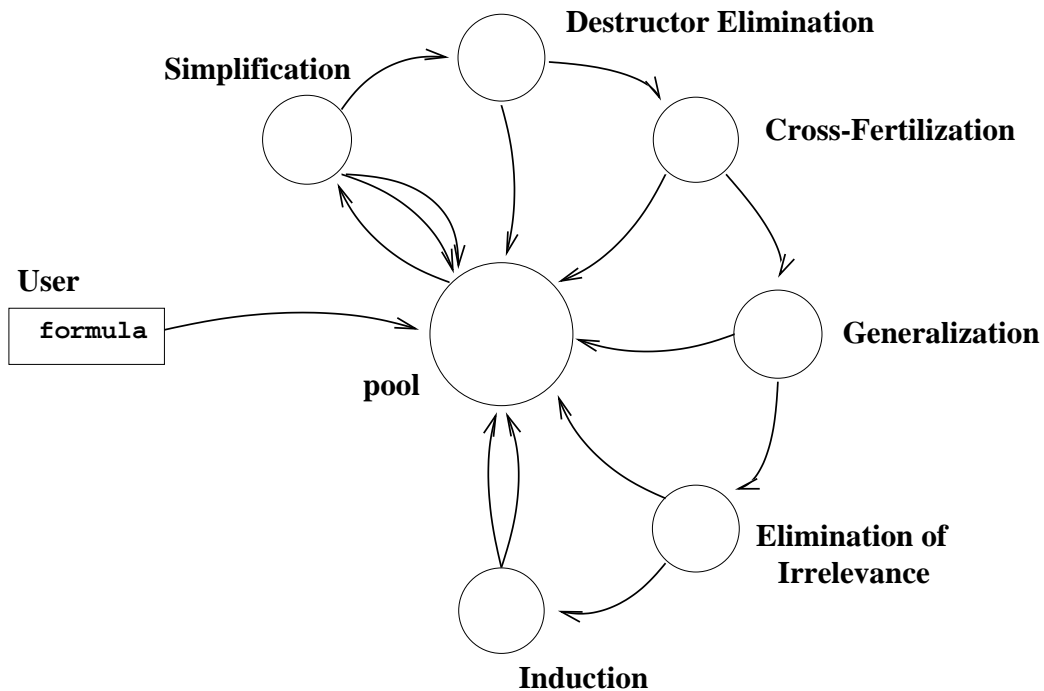 Destructor Elimination
Simplification
Cross-Fertilization
User
formula
Generalization
pool
Elimination of
Irrelevance
Induction